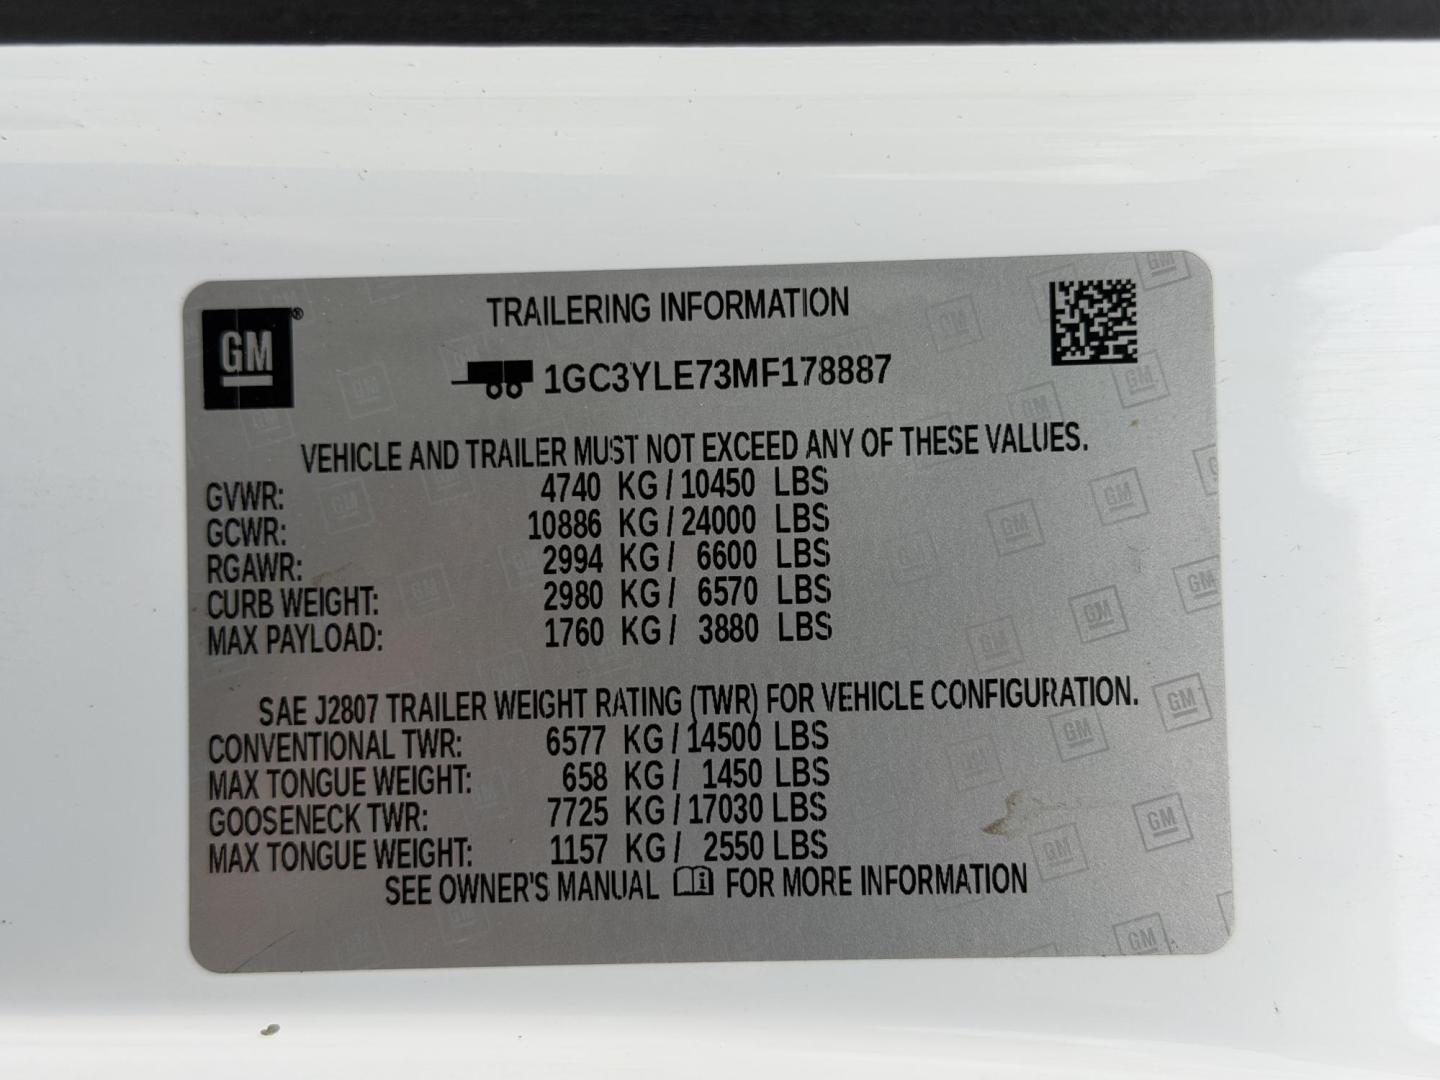 GM®
TRAILERING INFORMATION
1GC3YLE73MF178887
VEHICLE AND TRAILER MUST NOT EXCEED ANY OF THESE VALUES.
GVWR: 4740 KG / 10450 LBS
GCWR: 10886 KG / 24000 LBS
RGAWR: 2994 KG / 6600 LBS
CURB WEIGHT: 2980 KG / 6570 LBS
MAX PAYLOAD: 1760 KG / 3880 LBS
SAE J2807 TRAILER WEIGHT RATING (TWR) FOR VEHICLE CONFIGURATION.
CONVENTIONAL TWR: 6577 KG / 14500 LBS
MAX TONGUE WEIGHT: 658 KG / 1450 LBS
GOOSENECK TWR: 7725 KG / 17030 LBS
MAX TONGUE WEIGHT: 1157 KG / 2550 LBS
SEE OWNER'S MANUAL FOR MORE INFORMATION